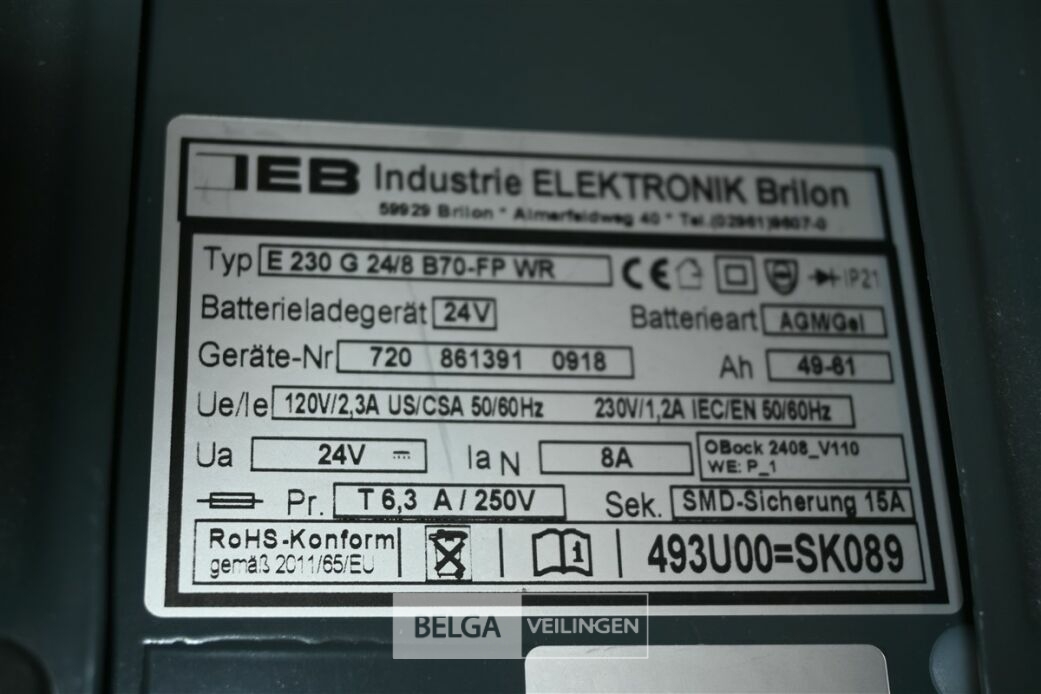 IEB Industrie ELEKTRONIK Brilon
59929 Brilon * Almerfeldweg 40 * Tel.(02961)9607-0
Typ E 230 G 24/8 B70-FP WR CE IP21
Batterieladegerät 24V Batterieart AGM/Gel
Geräte-Nr 720 861391 0918 Ah 49-61
Ue/Ie 120V/2,3A US/CSA 50/60Hz 230V/1,2A IEC/EN 50/60Hz
Ua 24V Ia N 8A OBock 2408_V110
WE: P_1
Pr. T 6,3 A / 250V Sek. SMD-Sicherung 15A
RoHS-Konform
gemäß 2011/65/EU 1 493U00=SK089
BELGA VEILINGEN